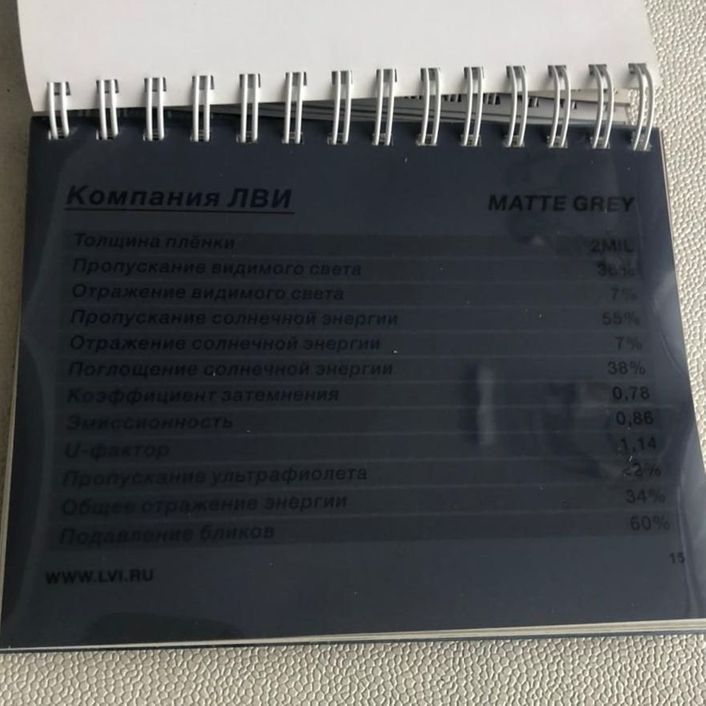 Компания ЛВИ MATTE GREY
Толщина плёнки 2MIL
Пропускание видимого света 36%
Отражение видимого света 7%
Пропускание солнечной энергии 55%
Отражение солнечной энергии 7%
Поглощение солнечной энергии 38%
Коэффициент затемнения 0,78
Эмиссионность 0,86
U-фактор 1,14
Пропускание ультрафиолета <2%
Общее отражение энергии 34%
Подавление бликов 60%
WWW.LVI.RU
15